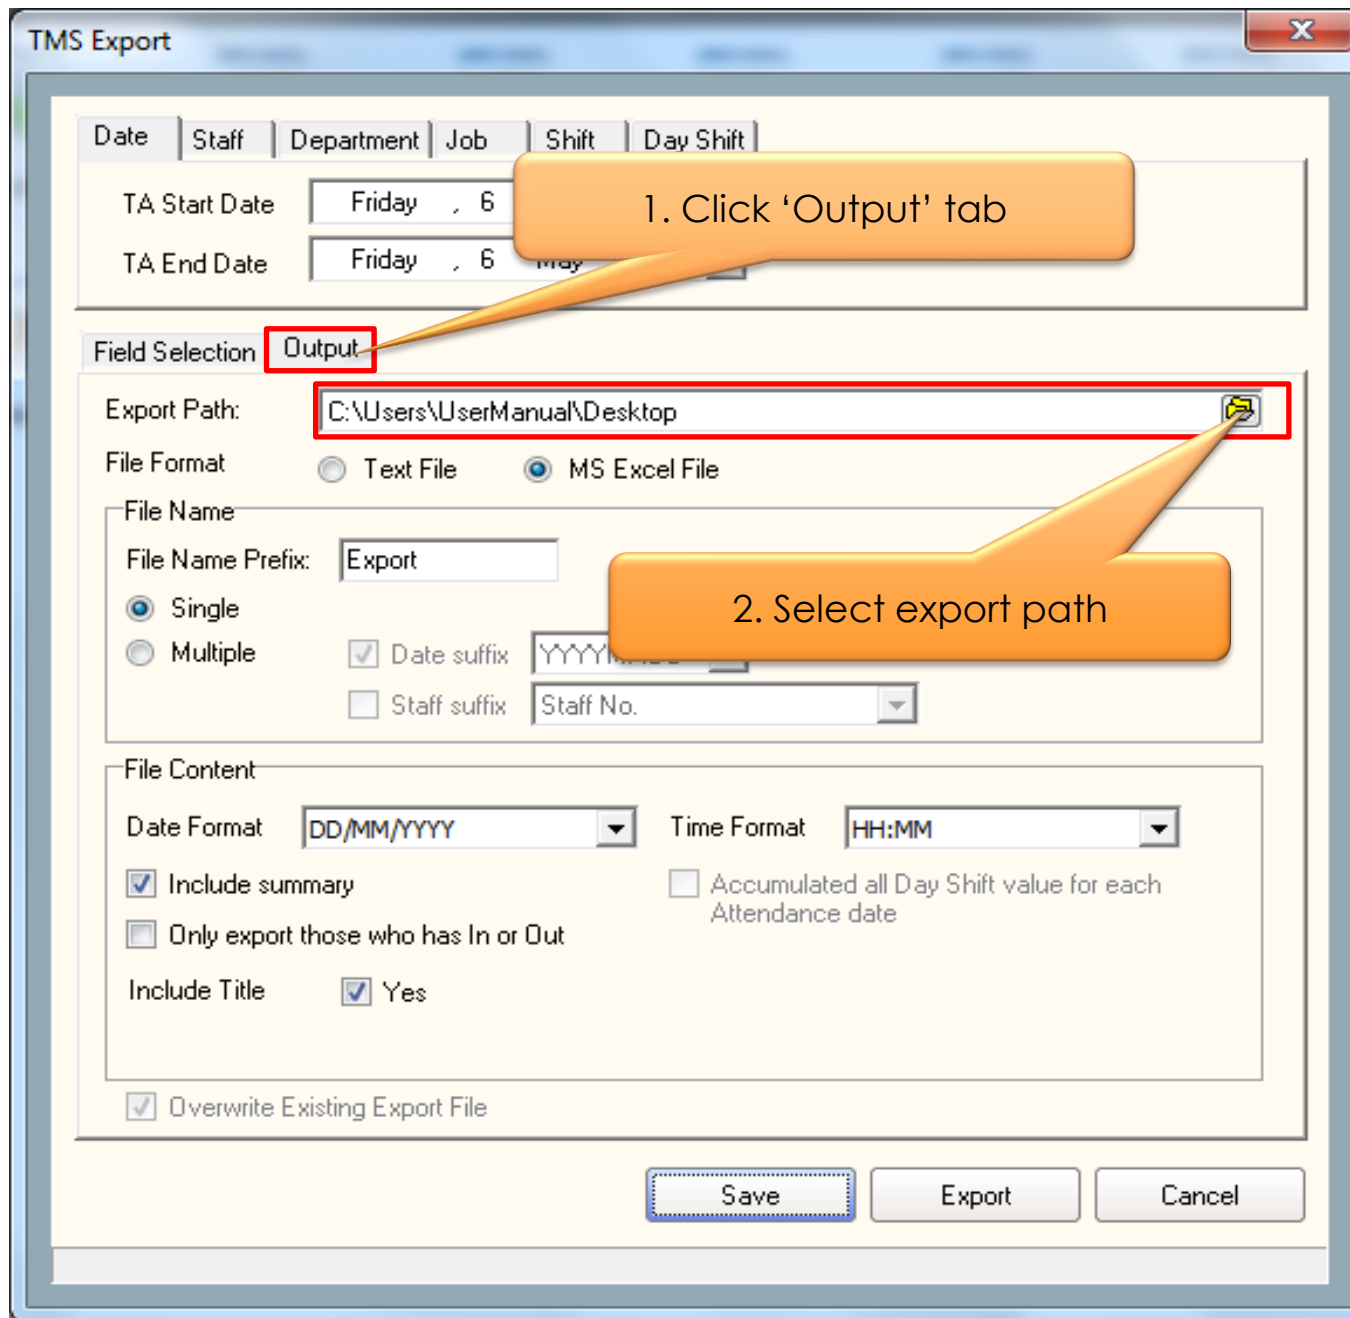 TMS Export
Date Staff Department Job Shift Day Shift
TA Start Date Friday , 6
1. Click ‘Output’ tab
TA End Date Friday , 6 May
Field Selection Output
Export Path: C:\Users\UserManual\Desktop
File Format Text File MS Excel File
File Name
File Name Prefix: Export
2. Select export path
Single
Multiple Date suffix
Staff suffix Staff No.
File Content
Date Format DD/MM/YYYY Time Format HH:MM
Include summary Accumulated all Day Shift value for each
Attendance date
Only export those who has In or Out
Include Title Yes
Overwrite Existing Export File
Save Export Cancel